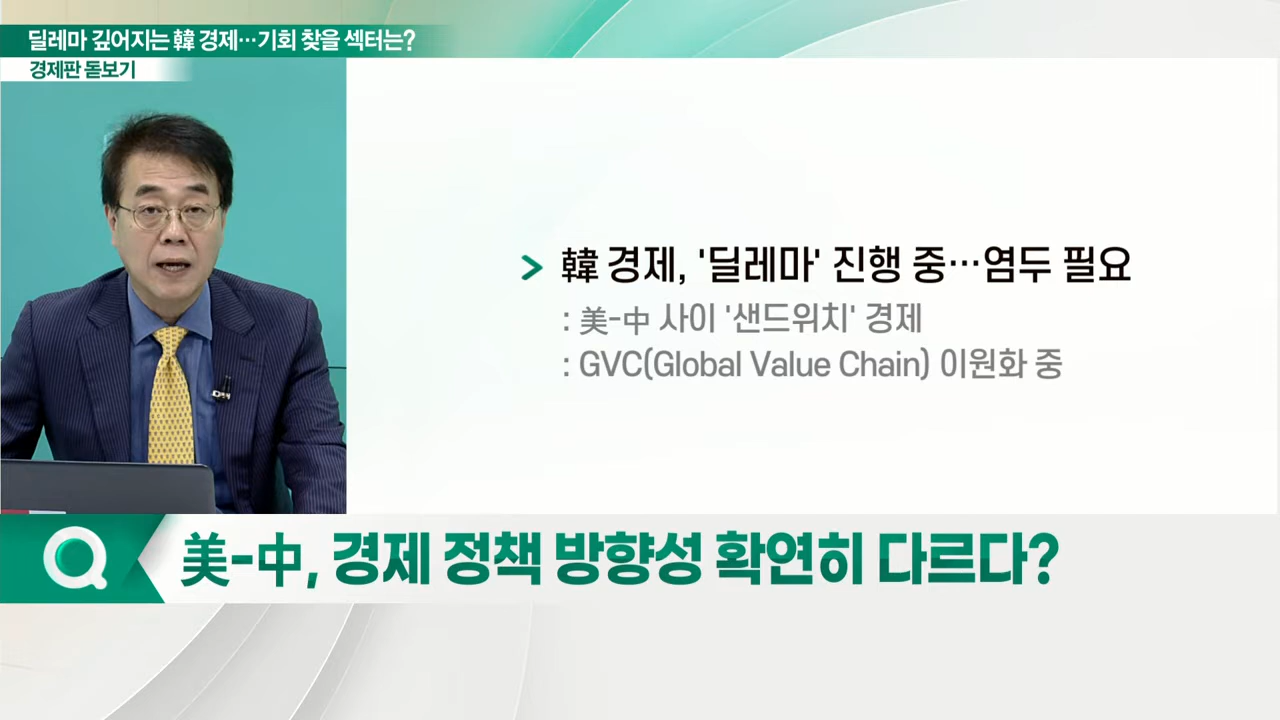 딜레마 깊어지는 韓 경제…기회 찾을 섹터는?
경제판 돋보기
> 韓 경제, '딜레마' 진행 중…염두 필요
: 美-中 사이 '샌드위치' 경제
: GVC(Global Value Chain) 이원화 중
Q 美-中, 경제 정책 방향성 확연히 다르다?